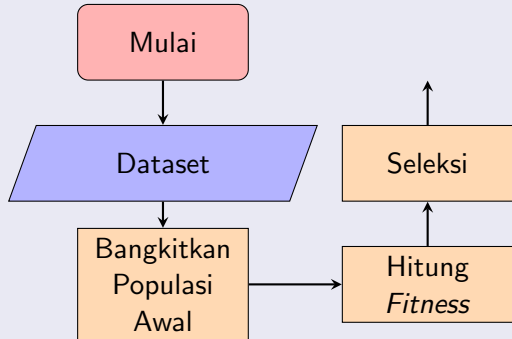 Mulai
Dataset
Bangkitkan
Populasi
Awal
Hitung
Fitness
Seleksi